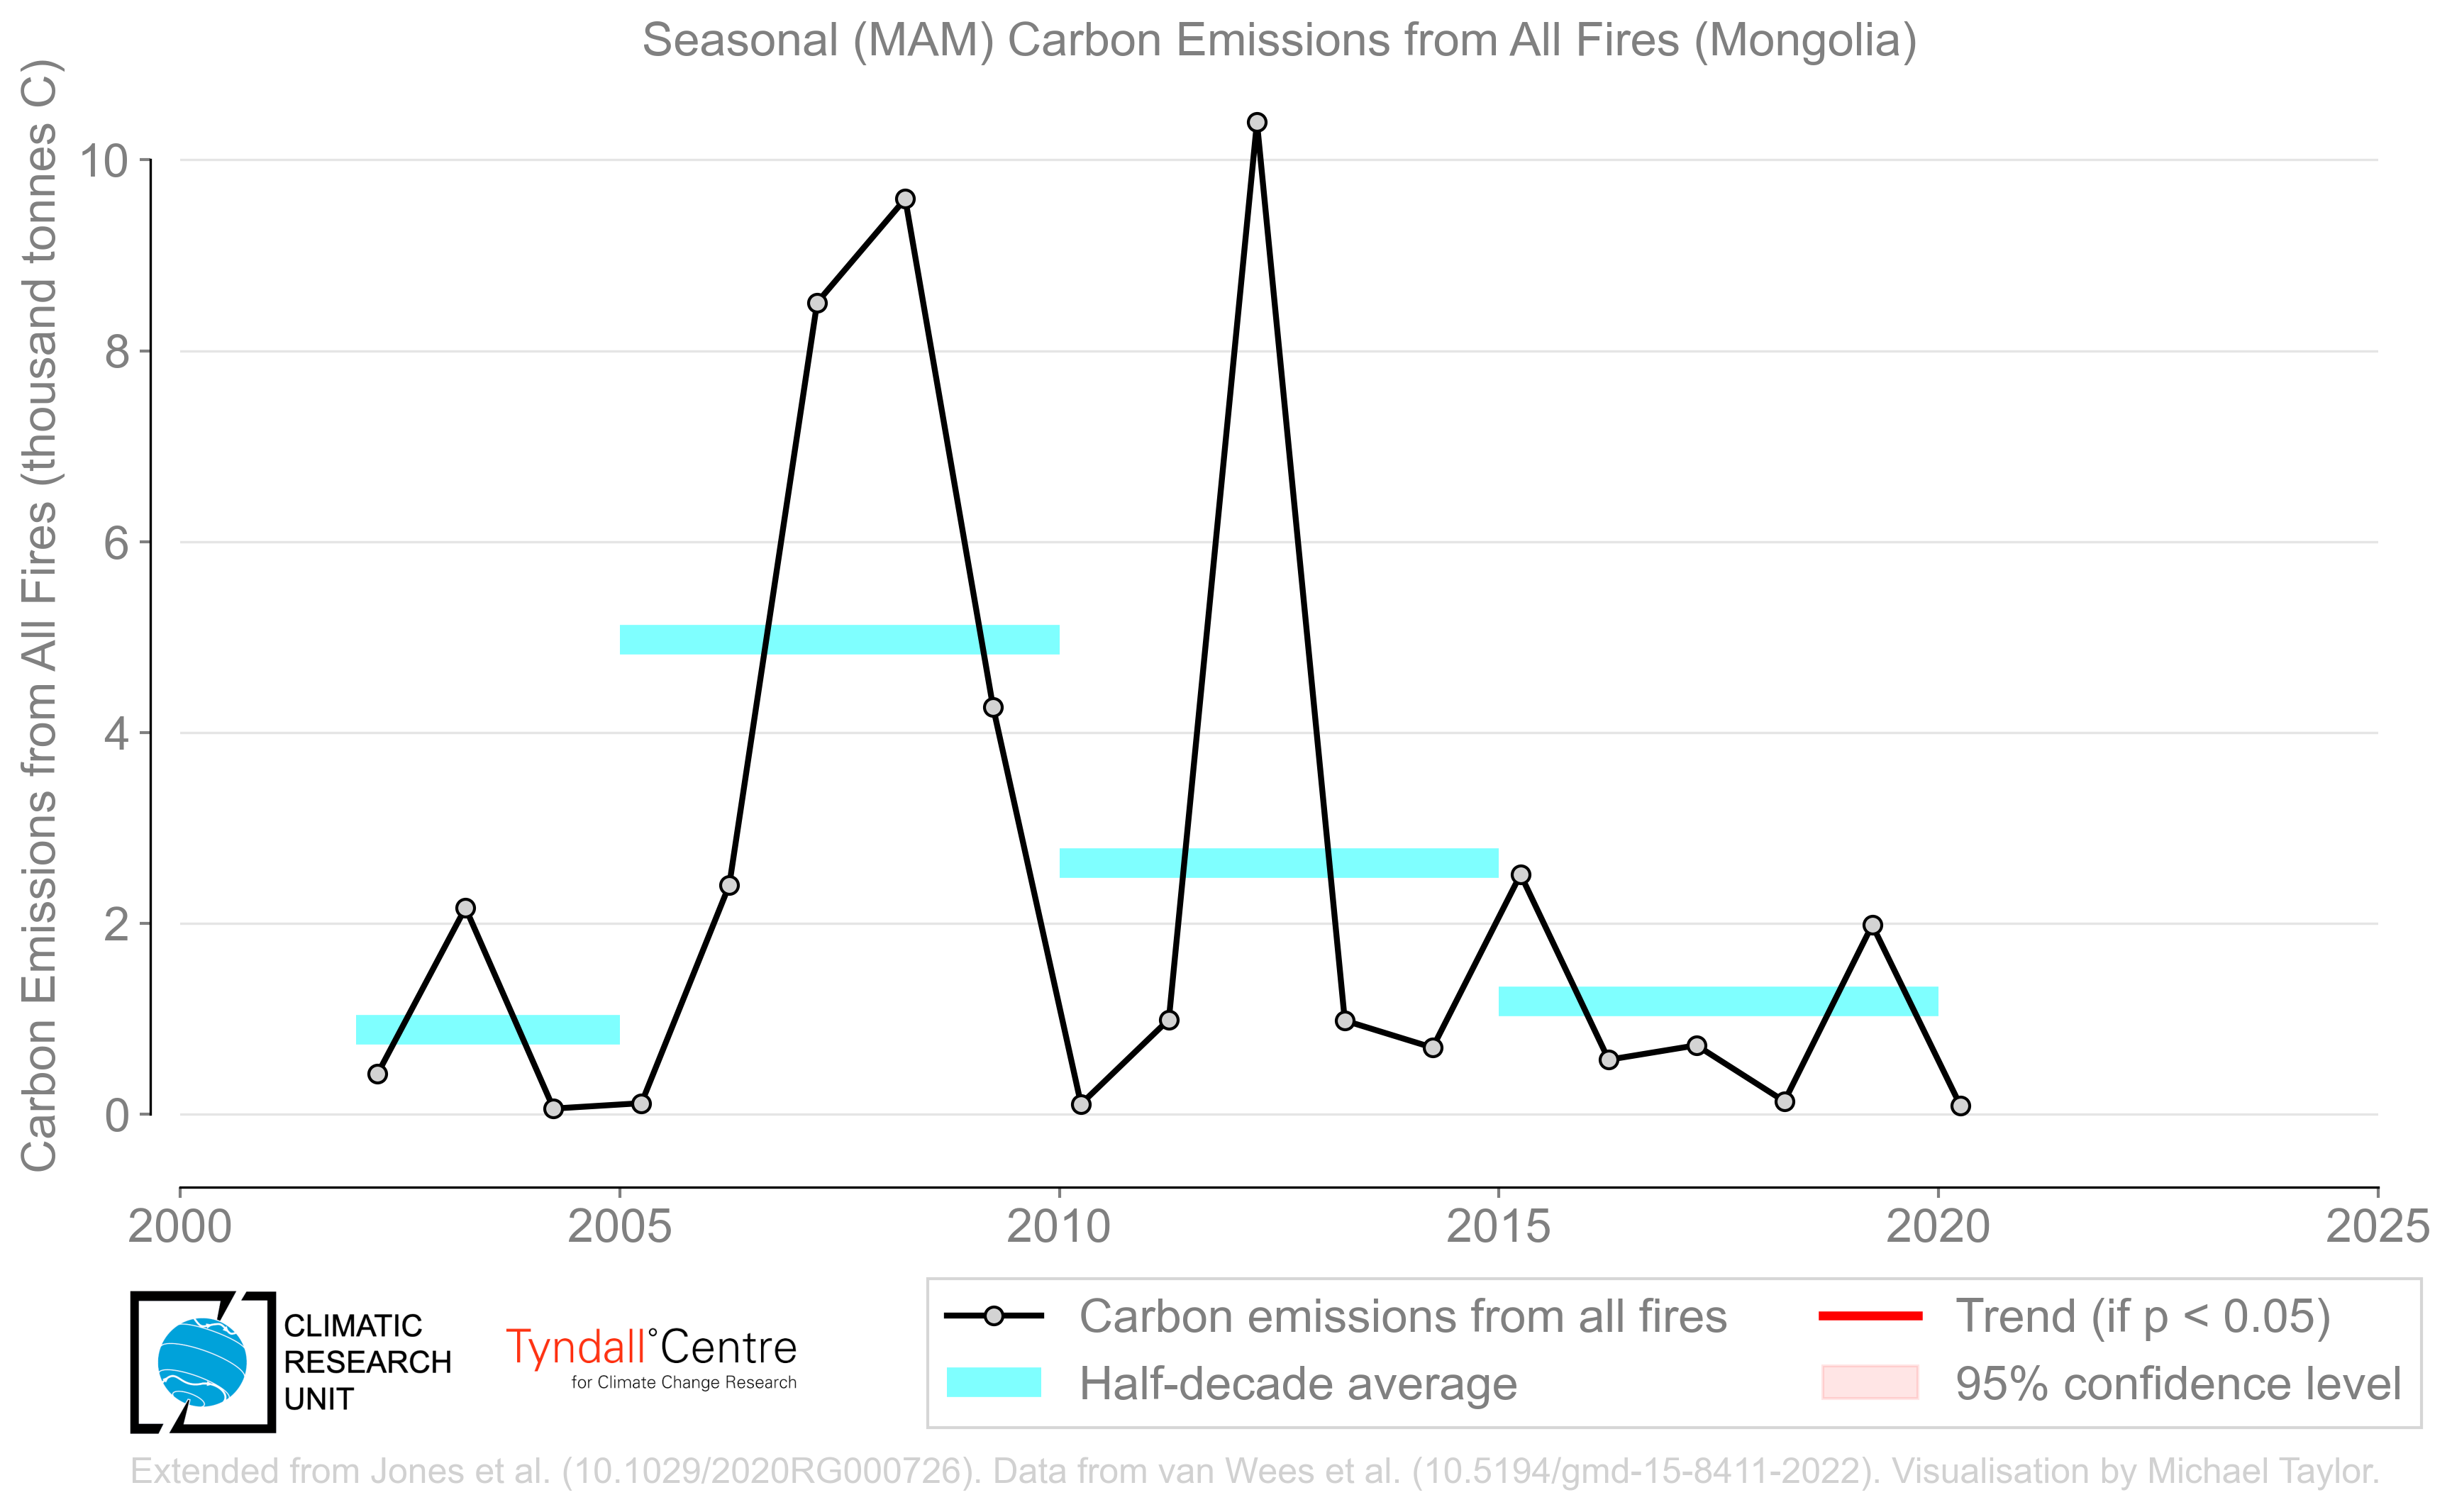 Seasonal (MAM) Carbon Emissions from All Fires (Mongolia)
Carbon Emissions from All Fires (thousand tonnes C)
10
8
6
4
2
0
2000 2005 2010 2015 2020 2025
CLIMATIC
RESEARCH
UNIT
Tyndall°Centre
for Climate Change Research
Carbon emissions from all fires
Half-decade average
Trend (if p < 0.05)
95% confidence level
Extended from Jones et al. (10.1029/2020RG000726). Data from van Wees et al. (10.5194/gmd-15-8411-2022). Visualisation by Michael Taylor.